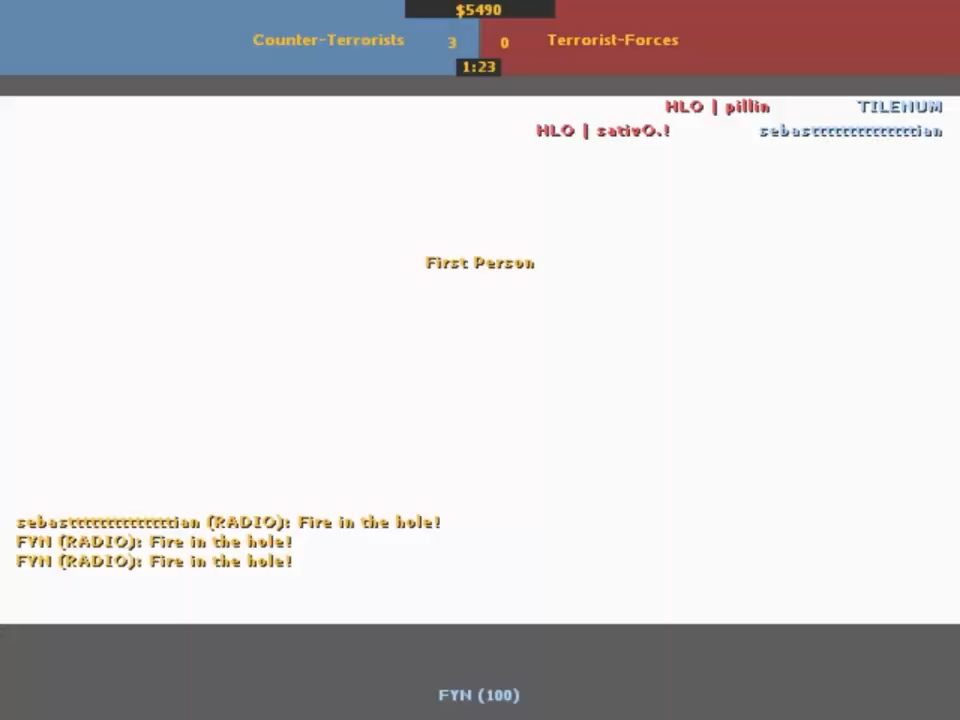 $5490
Counter-Terrorists 3 0 Terrorist-Forces
1:23
HLO | pillin TILENUM
HLO | sativO.! sebastttttttttttttttian
First Person
sebastttttttttttttttian (RADIO): Fire in the hole!
FYN (RADIO): Fire in the hole!
FYN (RADIO): Fire in the hole!
FYN (100)